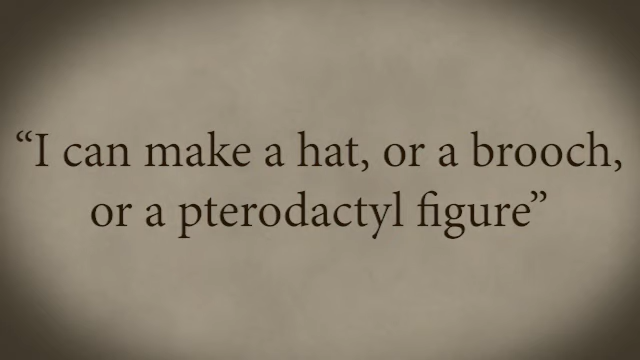 “I can make a hat, or a brooch,
or a pterodactyl figure”